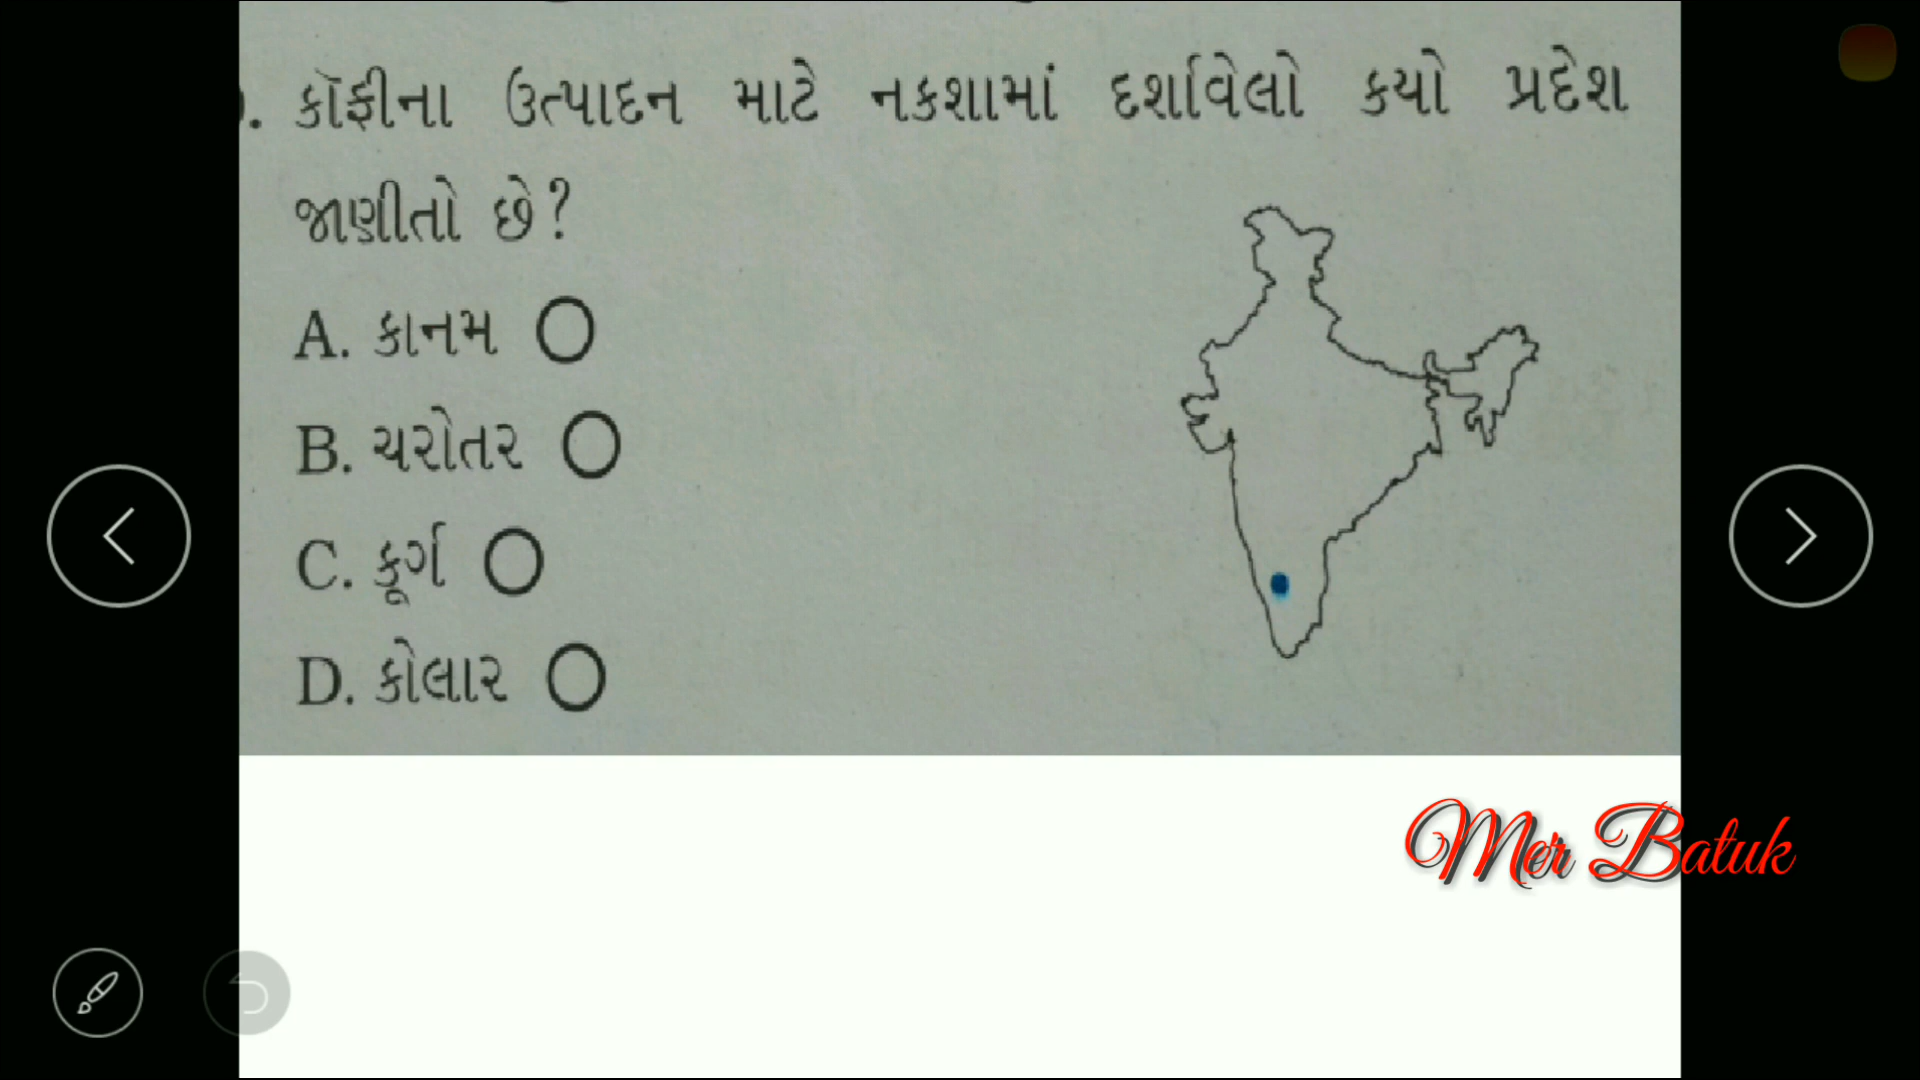 . કૉફીના ઉત્પાદન માટે નકશામાં દર્શાવેલો કયો પ્રદેશ
જાણીતો છે?
A. કાનમ
B. ચરોતર
C. કૂર્ગ
D. કોલાર
Mer Batuk